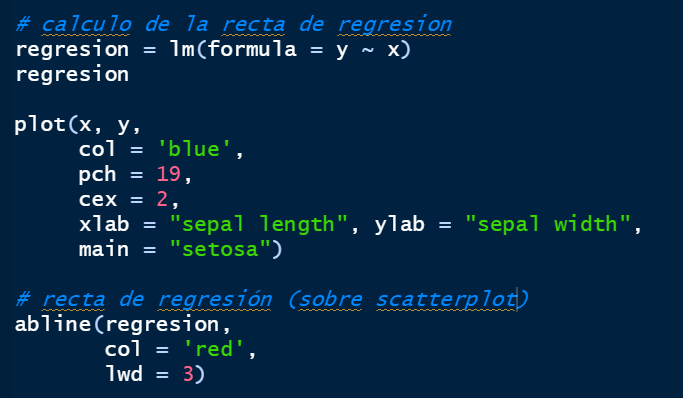 # calculo de la recta de regresion
regresion = lm(formula = y ~ x)
regresion
plot(x, y,
col = 'blue',
pch = 19,
cex = 2,
xlab = "sepal length", ylab = "sepal width",
main = "setosa")
# recta de regresión (sobre scatterplot)
abline(regresion,
col = 'red',
lwd = 3)